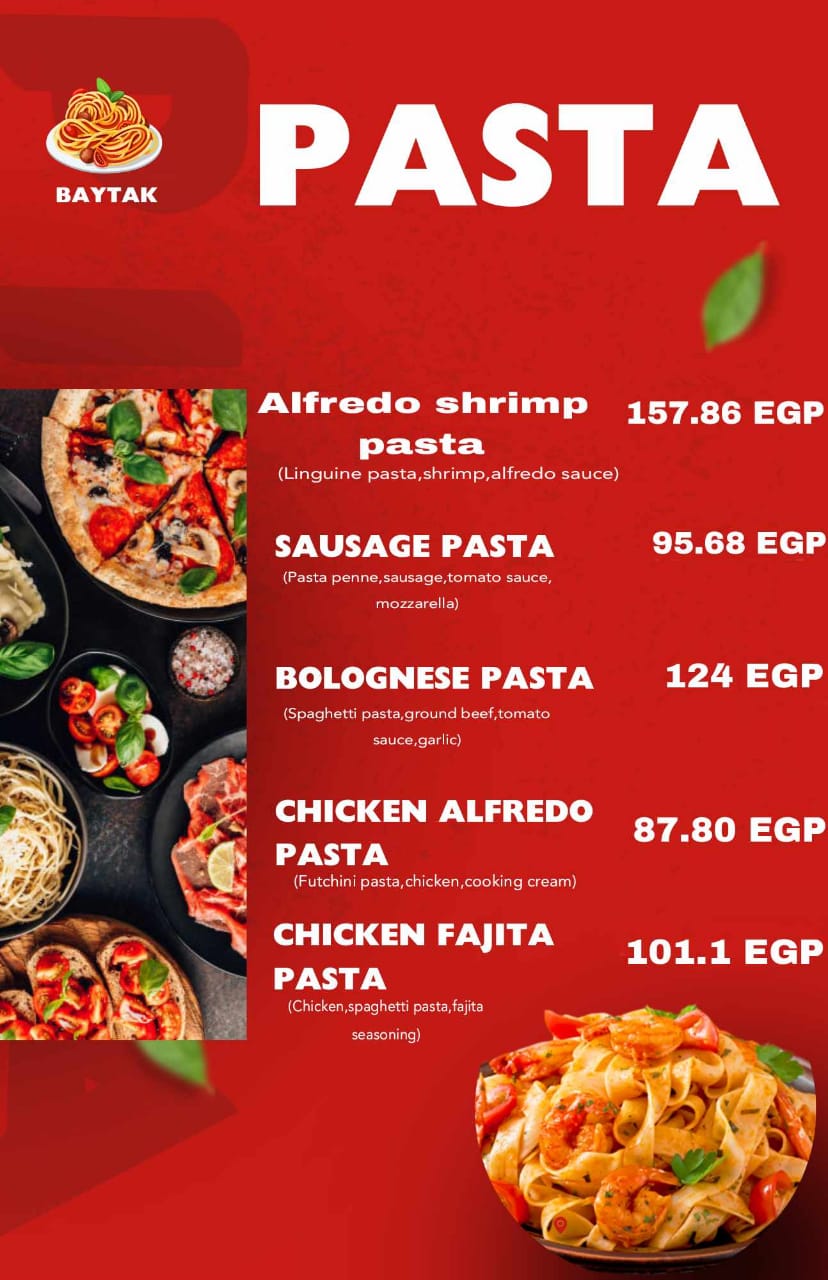 BAYTAK
PASTA
Alfredo shrimp
pasta
157.86 EGP
(Linguine pasta,shrimp,alfredo sauce)
SAUSAGE PASTA
95.68 EGP
(Pasta penne,sausage,tomato sauce,
mozzarella)
BOLOGNESE PASTA
124 EGP
(Spaghetti pasta,ground beef,tomato
sauce,garlic)
CHICKEN ALFREDO
PASTA
87.80 EGP
(Futchini pasta,chicken,cooking cream)
CHICKEN FAJITA
PASTA
101.1 EGP
(Chicken,spaghetti pasta,fajita
seasoning)